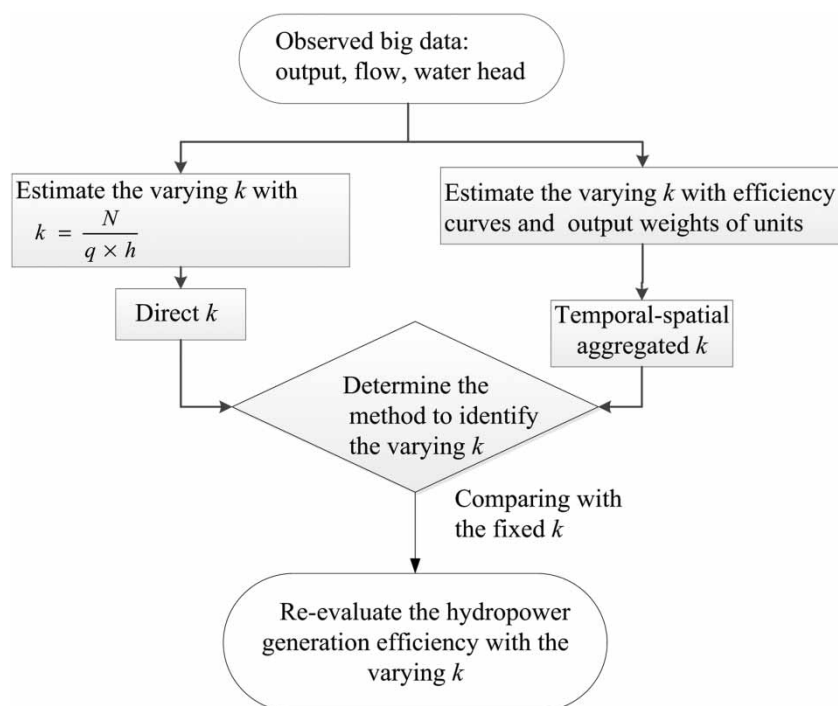 Observed big data:
output, flow, water head
Estimate the varying k with
k = N / q × h
Direct k
Estimate the varying k with efficiency
curves and output weights of units
Temporal-spatial
aggregated k
Determine the
method to identify
the varying k
Comparing with
the fixed k
Re-evaluate the hydropower
generation efficiency with the
varying k